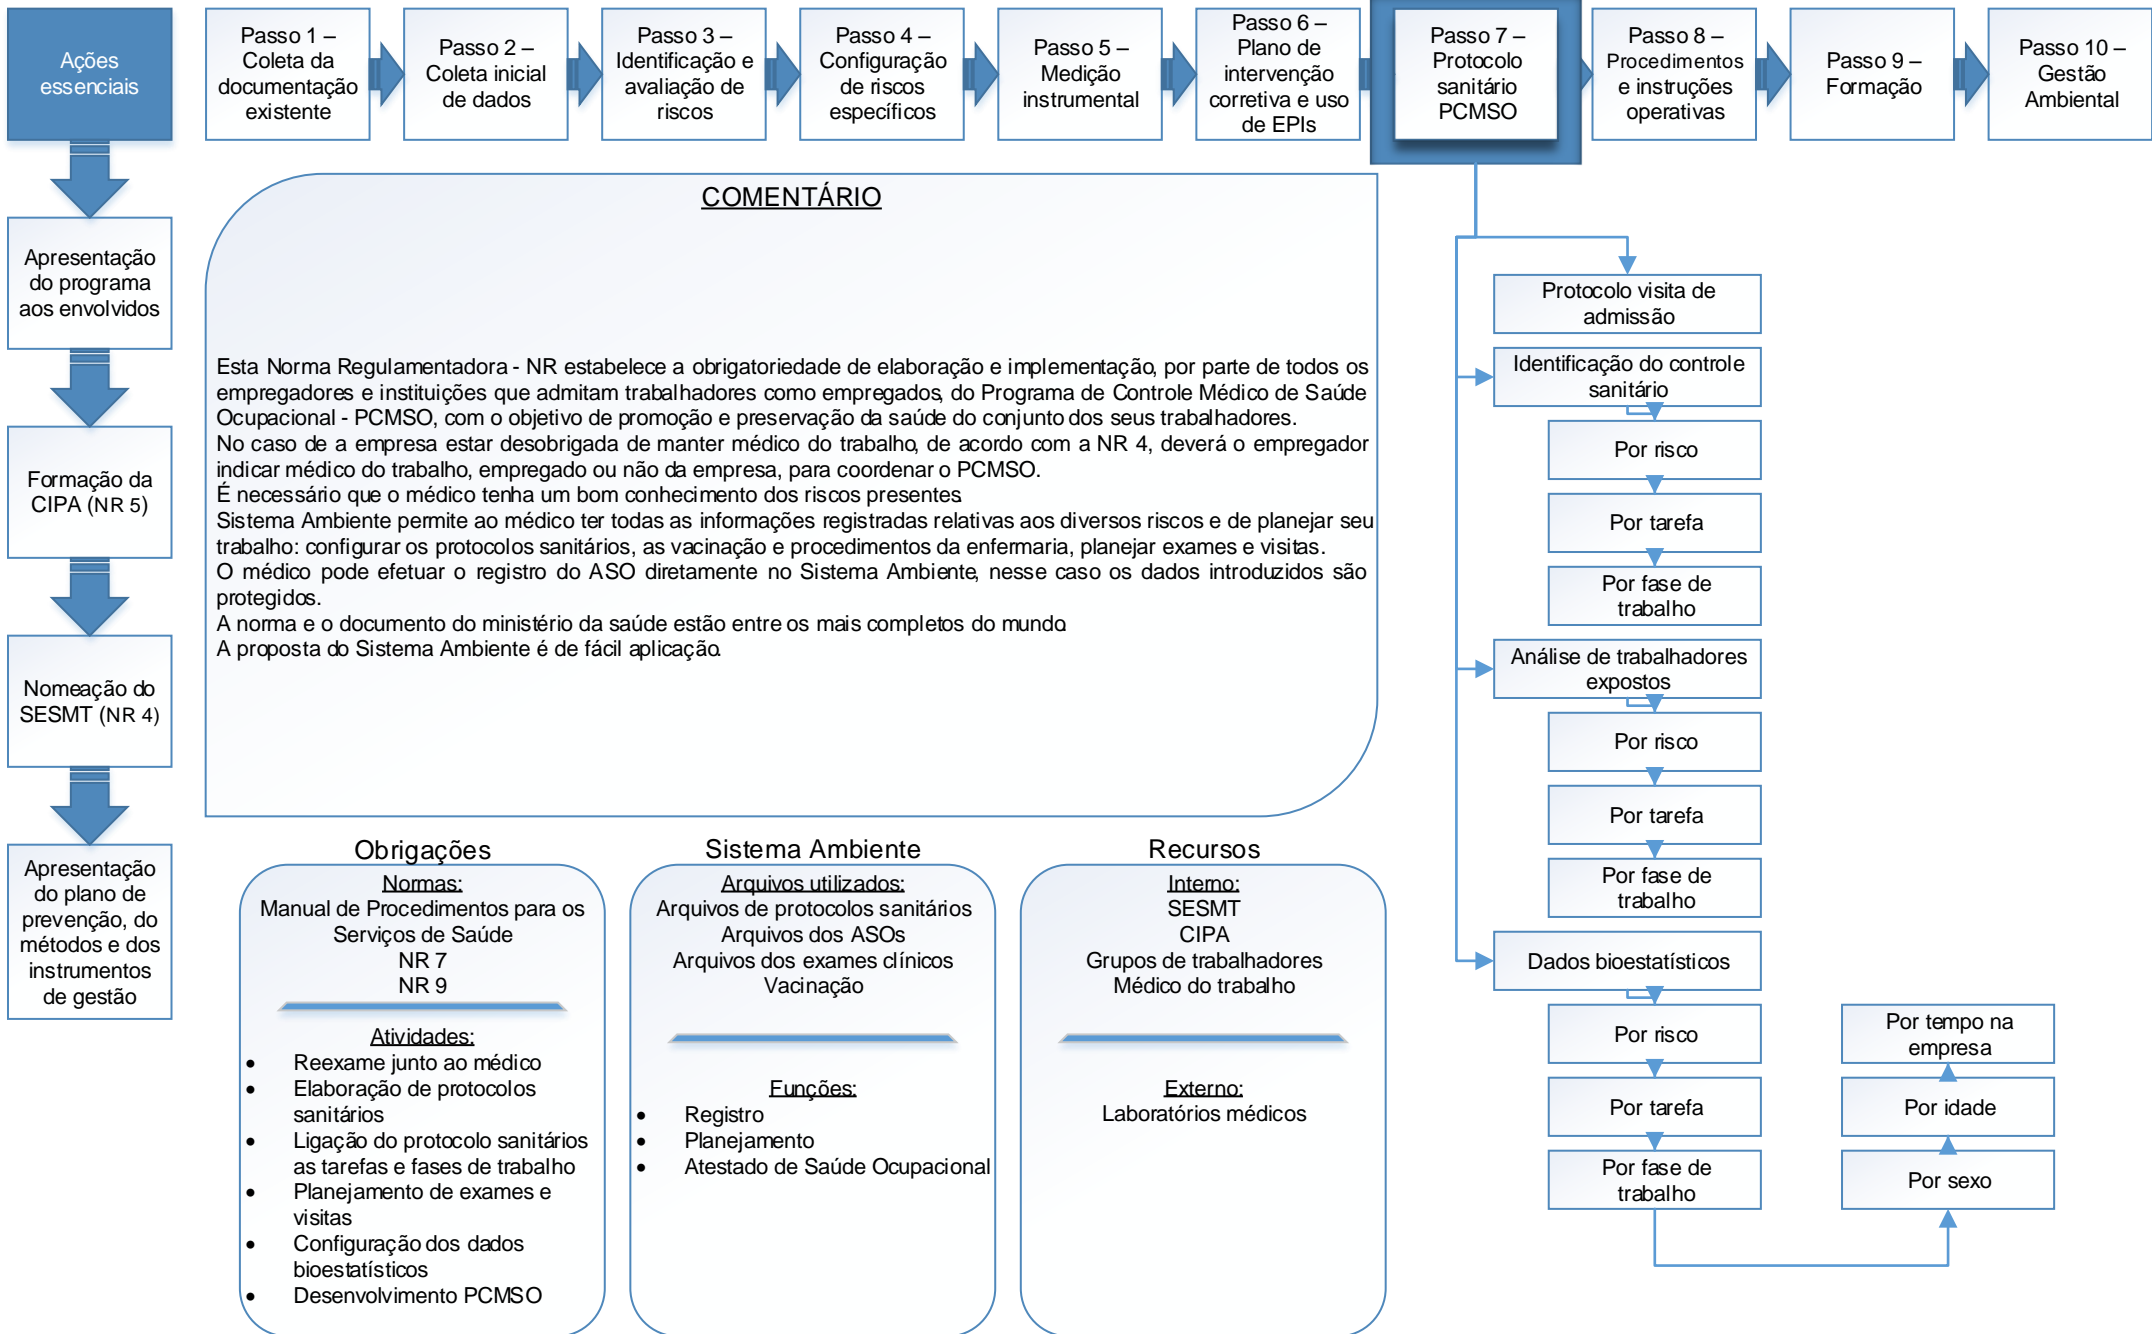 Ações
essenciais
Passo 1 –
Coleta da
documentação
existente
Passo 2 –
Coleta inicial
de dados
Passo 3 –
Identificação e
avaliação de
riscos
Passo 4 –
Configuração
de riscos
específicos
Passo 5 –
Medição
instrumental
Passo 6 –
Plano de
intervenção
corretiva e uso
de EPIs
Passo 7 –
Protocolo
sanitário
PCMSO
Passo 8 –
Procedimentos
e instruções
operativas
Passo 9 –
Formação
Passo 10 –
Gestão
Ambiental
Apresentação
do programa
aos envolvidos
Formação da
CIPA (NR 5)
Nomeação do
SESMT (NR 4)
Apresentação
do plano de
prevenção, do
métodos e dos
instrumentos
de gestão
COMENTÁRIO
Esta Norma Regulamentadora - NR estabelece a obrigatoriedade de elaboração e implementação, por parte de todos os
empregadores e instituições que admitam trabalhadores como empregados, do Programa de Controle Médico de Saúde
Ocupacional - PCMSO, com o objetivo de promoção e preservação da saúde do conjunto dos seus trabalhadores.
No caso de a empresa estar desobrigada de manter médico do trabalho, de acordo com a NR 4, deverá o empregador
indicar médico do trabalho, empregado ou não da empresa, para coordenar o PCMSO.
É necessário que o médico tenha um bom conhecimento dos riscos presentes.
Sistema Ambiente permite ao médico ter todas as informações registradas relativas aos diversos riscos e de planejar seu
trabalho: configurar os protocolos sanitários, as vacinação e procedimentos da enfermaria, planejar exames e visitas.
O médico pode efetuar o registro do ASO diretamente no Sistema Ambiente, nesse caso os dados introduzidos são
protegidos.
A norma e o documento do ministério da saúde estão entre os mais completos do mundo.
A proposta do Sistema Ambiente é de fácil aplicação.
Obrigações
Normas:
Manual de Procedimentos para os
Serviços de Saúde
NR 7
NR 9
Atividades:
• Reexame junto ao médico
• Elaboração de protocolos
sanitários
• Ligação do protocolo sanitários
as tarefas e fases de trabalho
• Planejamento de exames e
visitas
• Configuração dos dados
bioestatísticos
• Desenvolvimento PCMSO
Sistema Ambiente
Arquivos utilizados:
Arquivos de protocolos sanitários
Arquivos dos ASOs
Arquivos dos exames clínicos
Vacinação
Funções:
• Registro
• Planejamento
• Atestado de Saúde Ocupacional
Recursos
Interno:
SESMT
CIPA
Grupos de trabalhadores
Médico do trabalho
Externo:
Laboratórios médicos
Protocolo visita de
admissão
Identificação do controle
sanitário
Por risco
Por tarefa
Por fase de
trabalho
Análise de trabalhadores
expostos
Por risco
Por tarefa
Por fase de
trabalho
Dados bioestatísticos
Por risco
Por tarefa
Por fase de
trabalho
Por tempo na
empresa
Por idade
Por sexo